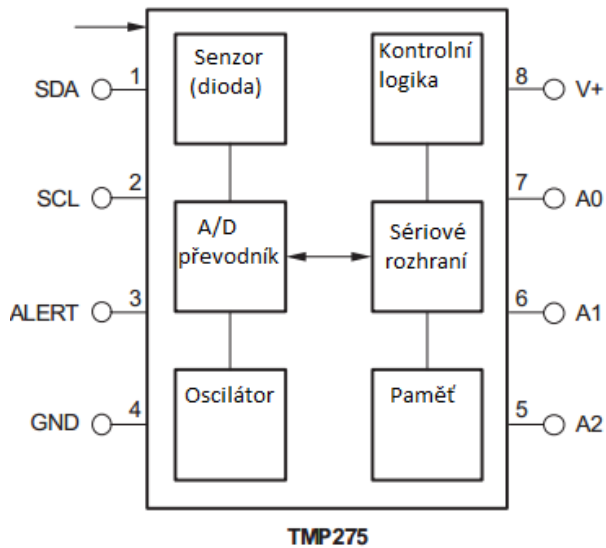 Senzor
(dioda)
Kontrolní
logika
1
SDA
8
V+
2
SCL
7
A0
A/D
převodník
Sériové
rozhraní
3
ALERT
6
A1
Oscilátor
Paměť
4
GND
5
A2
TMP275